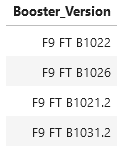 Booster_Version
F9 FT B1022
F9 FT B1026
F9 FT B1021.2
F9 FT B1031.2